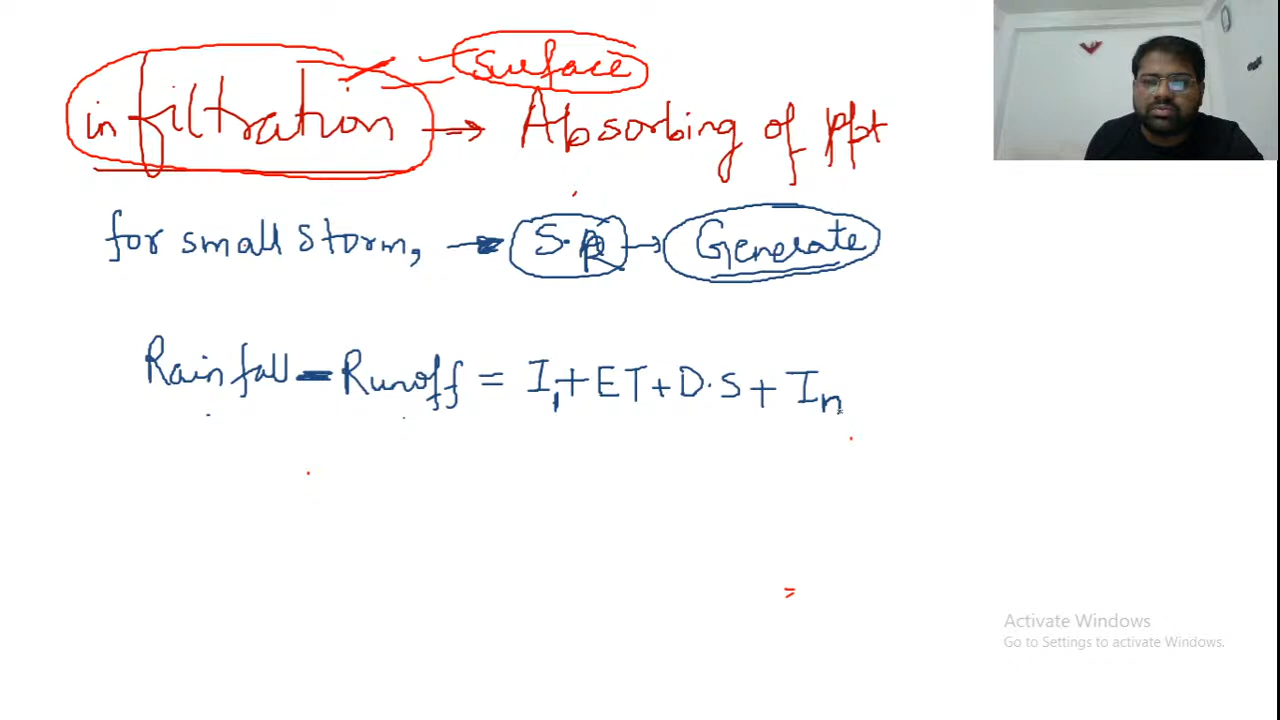 Surface
infiltration → Absorbing of ppt
for small storm, → S.R → Generate
Rainfall - Runoff = I₁ + ET + D.S + In
=
Activate Windows
Go to Settings to activate Windows.